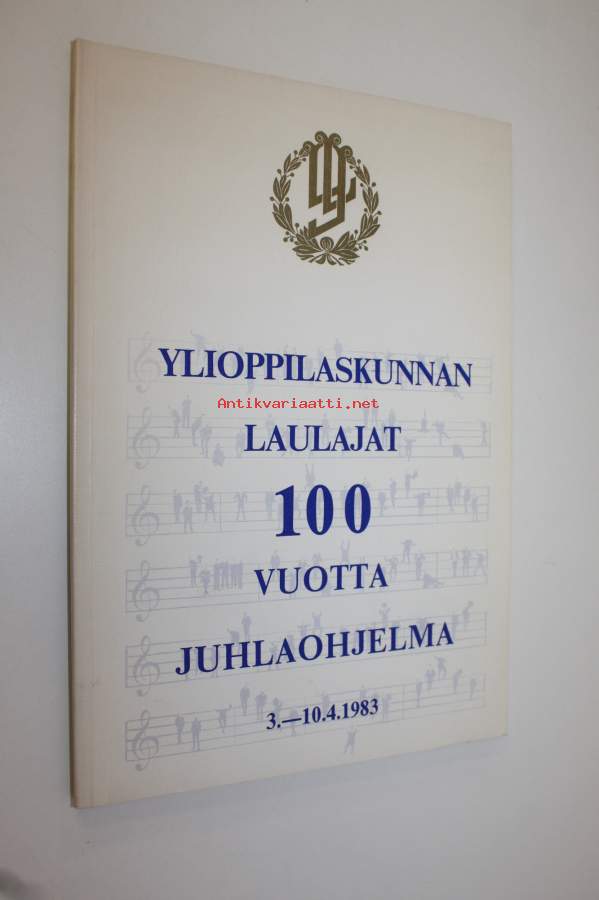 YLIOPPILASKUNNAN
Antikvariaatti.net
LAULAJAT
100
VUOTTA
JUHLAOHJELMA
3.—10.4.1983